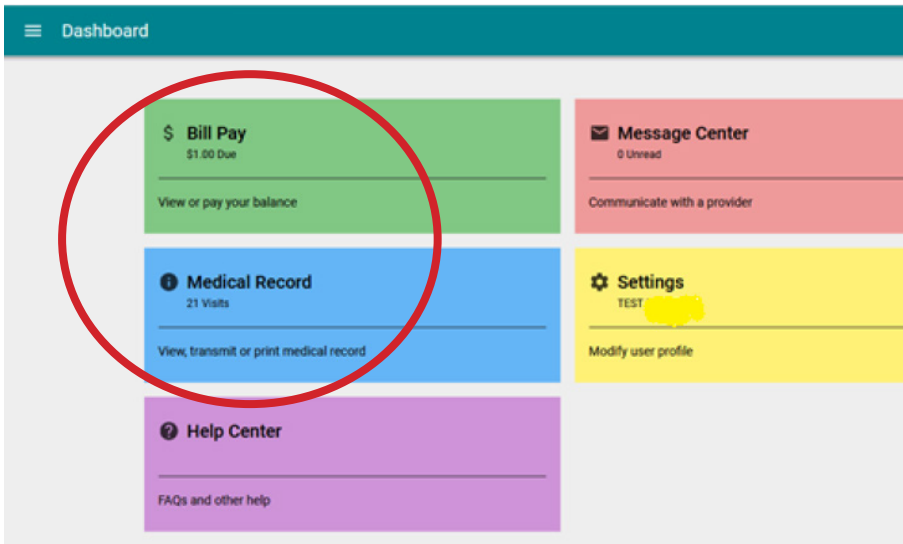 Dashboard
$ Bill Pay
$1.00 Due
View or pay your balance
Message Center
0 Unread
Communicate with a provider
Medical Record
21 Visits
View, transmit or print medical record
Settings
TEST
Modify user profile
Help Center
FAQs and other help